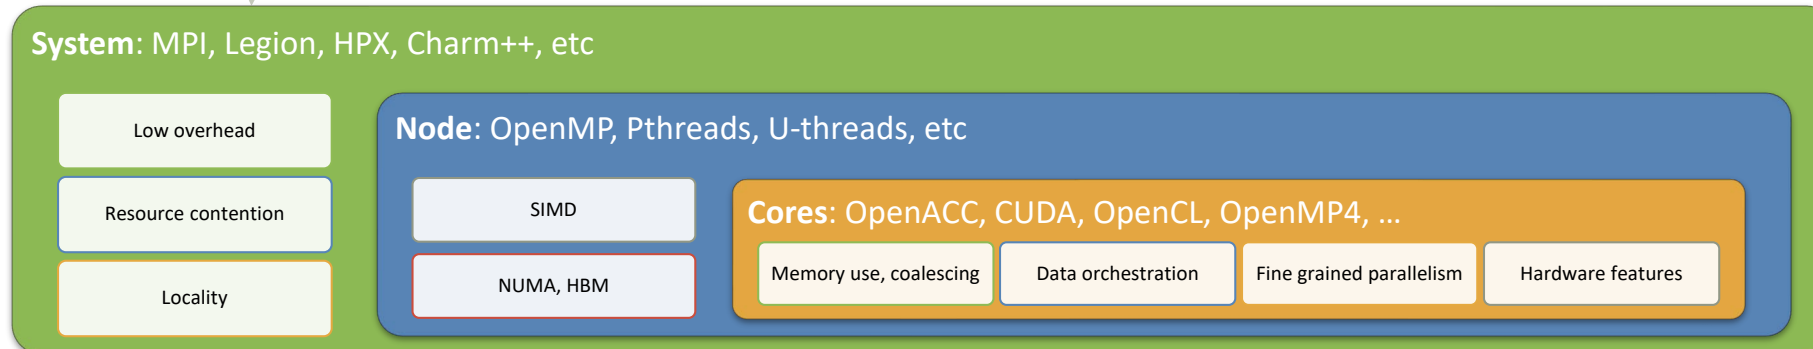 System: MPI, Legion, HPX, Charm++, etc
Low overhead
Resource contention
Locality
Node: OpenMP, Pthreads, U-threads, etc
SIMD
NUMA, HBM
Cores: OpenACC, CUDA, OpenCL, OpenMP4, …
Memory use, coalescing
Data orchestration
Fine grained parallelism
Hardware features